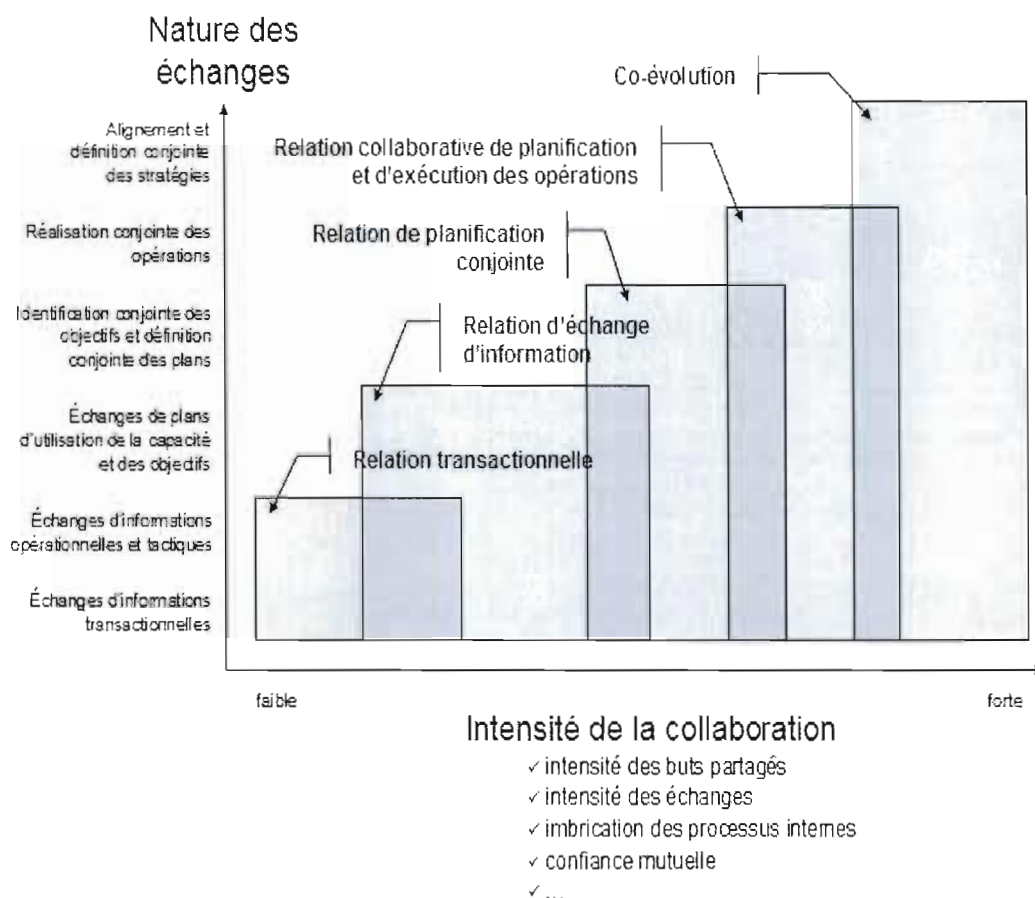 Nature des
échanges
Co-évolution
Alignement et
définition conjointe
des stratégies
Relation collaborative de planification
et d'exécution des opérations
Réalisation conjointe des
opérations
Relation de planification
conjointe
Identification conjointe des
objectifs et définition
conjointe des plans
Relation d'échange
d'information
Échanges de plans
d'utilisation de la capacité
et des objectifs
Relation transactionnelle
Échanges d'informations
opérationnelles et tactiques
Échanges d'informations
transactionnelles
faible
forte
Intensité de la collaboration
✓ intensité des buts partagés
✓ intensité des échanges
✓ imbrication des processus internes
✓ confiance mutuelle
✓ ...